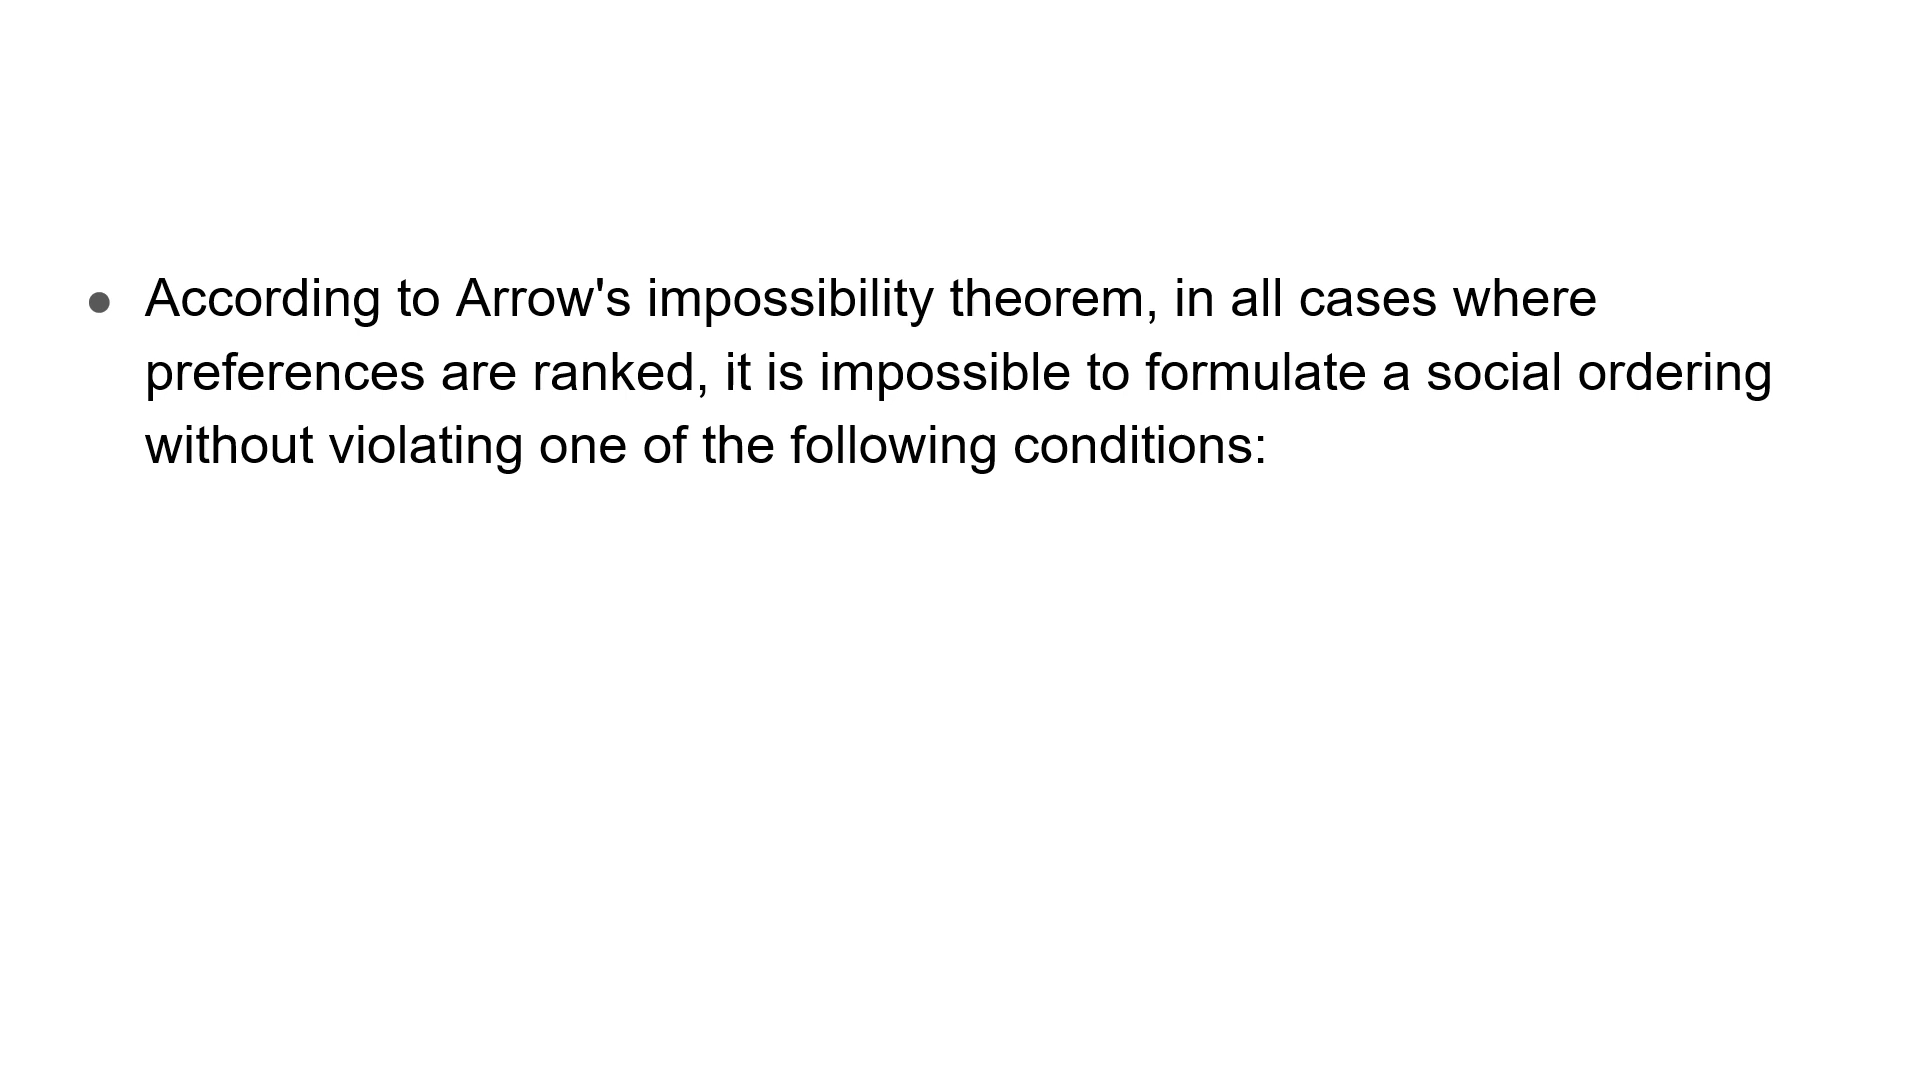 ● According to Arrow's impossibility theorem, in all cases where
preferences are ranked, it is impossible to formulate a social ordering
without violating one of the following conditions: